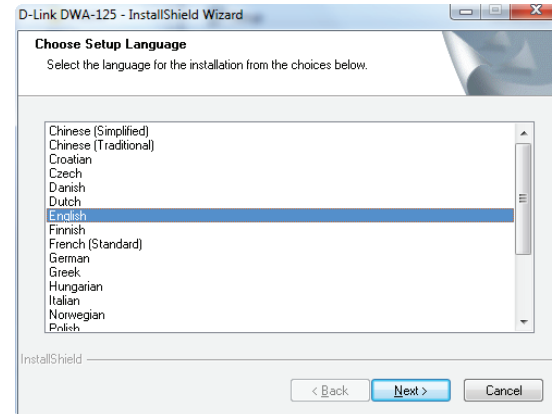 D-Link DWA-125 - InstallShield Wizard
Choose Setup Language
Select the language for the installation from the choices below.
Chinese (Simplified)
Chinese (Traditional)
Croatian
Czech
Danish
Dutch
English
Finnish
French (Standard)
German
Greek
Hungarian
Italian
Norwegian
Polish
InstallShield
< Back
Next >
Cancel